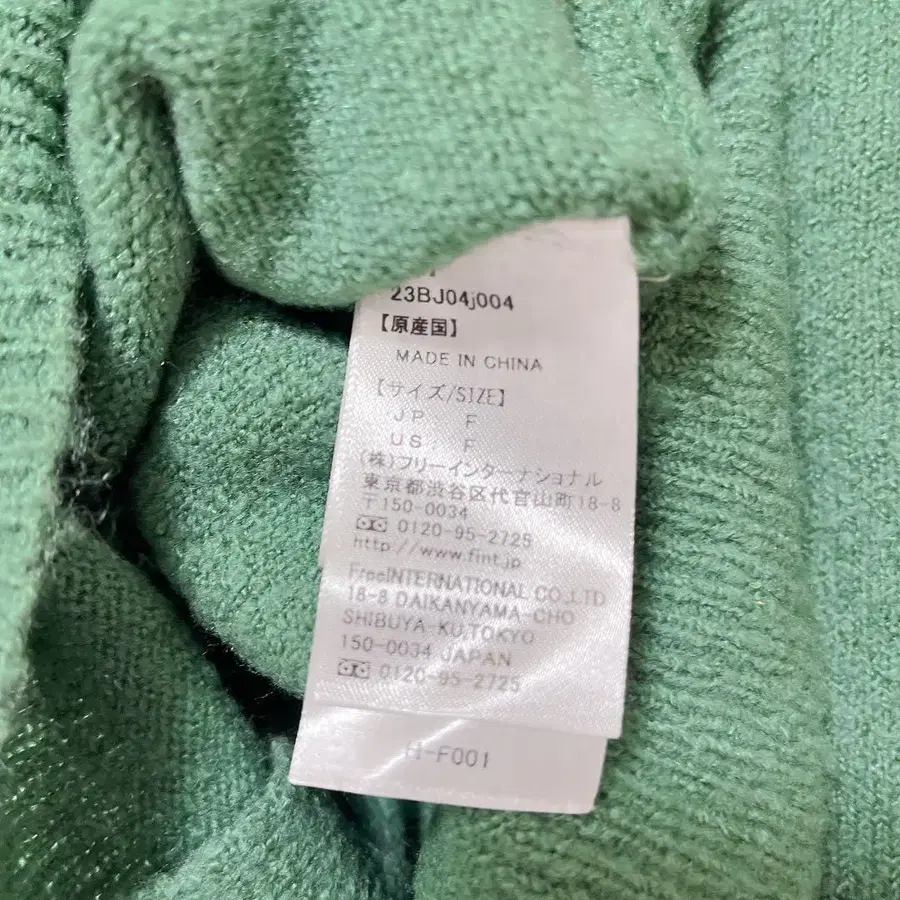 23BJ04j004
【原産国】
MADE IN CHINA
【サイズ/SIZE】
JP F
US F
(株)フリーインターナショナル
東京都渋谷区代官山町18-8
〒150-0034
0120-95-2725
http://www.fint.jp
FreeINTERNATIONAL CO.,LTD
18-8 DAIKANYAMA-CHO
SHIBUYA-KU,TOKYO
150-0034 JAPAN
0120-95-2725
H-F001